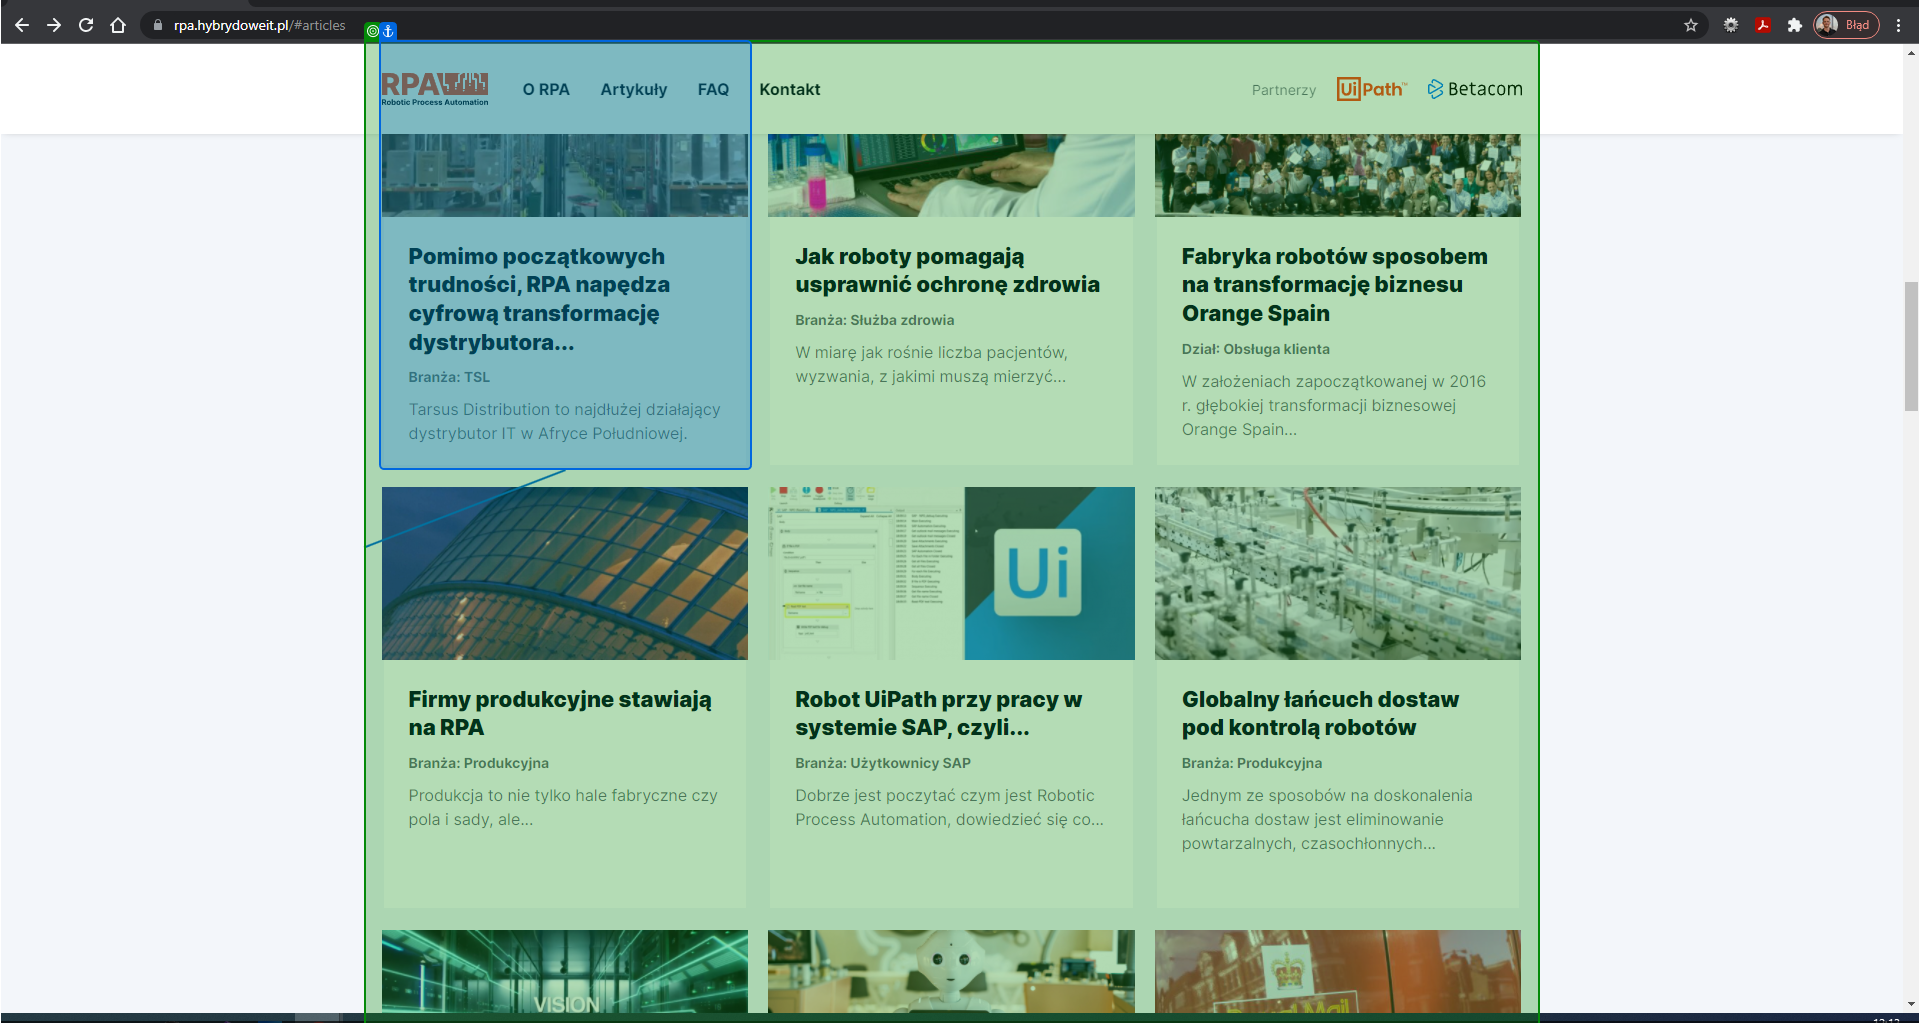 rpa.hybrydoweit.pl/#articles
Błąd
RPA
Robotic Process Automation
O RPA
Artykuły
FAQ
Kontakt
Partnerzy
UiPath™
Betacom
Pomimo początkowych
trudności, RPA napędza
cyfrową transformację
dystrybutora...
Branża: TSL
Tarsus Distribution to najdłużej działający
dystrybutor IT w Afryce Południowej.
Jak roboty pomagają
usprawnić ochronę zdrowia
Branża: Służba zdrowia
W miarę jak rośnie liczba pacjentów,
wyzwania, z jakimi muszą mierzyć...
Fabryka robotów sposobem
na transformację biznesu
Orange Spain
Dział: Obsługa klienta
W założeniach zapoczątkowanej w 2016
r. głębokiej transformacji biznesowej
Orange Spain...
Ui
Firmy produkcyjne stawiają
na RPA
Branża: Produkcyjna
Produkcja to nie tylko hale fabryczne czy
pola i sady, ale...
Robot UiPath przy pracy w
systemie SAP, czyli...
Branża: Użytkownicy SAP
Dobrze jest poczytać czym jest Robotic
Process Automation, dowiedzieć się co...
Globalny łańcuch dostaw
pod kontrolą robotów
Branża: Produkcyjna
Jednym ze sposobów na doskonalenia
łańcucha dostaw jest eliminowanie
powtarzalnych, czasochłonnych...
VISION
Mail